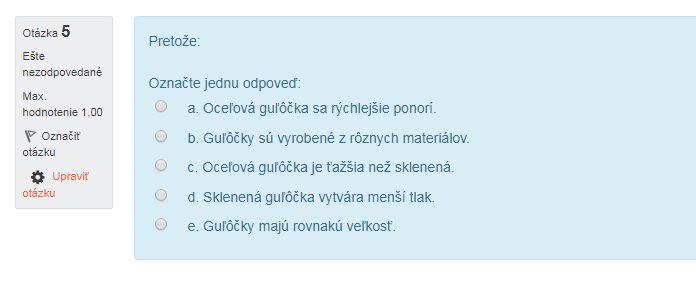 Otázka 5
Ešte
nezodpovedané
Max.
hodnotenie 1,00
Označiť
otázku
Upraviť
otázku
Pretože:
Označte jednu odpoveď:
a. Oceľová guľôčka sa rýchlejšie ponorí.
b. Guľôčky sú vyrobené z rôznych materiálov.
c. Oceľová guľôčka je ťažšia než sklenená.
d. Sklenená guľôčka vytvára menší tlak.
e. Guľôčky majú rovnakú veľkosť.